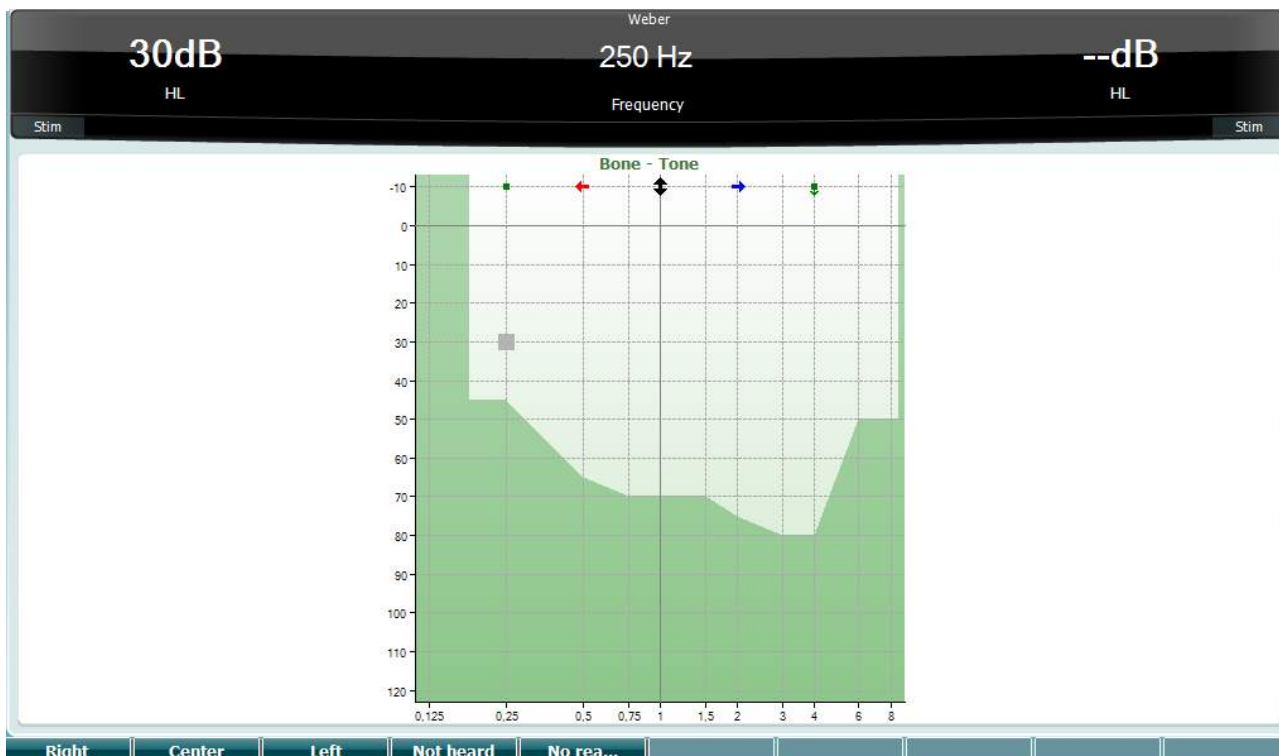 Weber
30dB 250 Hz --dB
HL Frequency HL
Stim Stim
Bone - Tone
-10
0
10
20
30
40
50
60
70
80
90
100
110
120
0,125 0,25 0,5 0,75 1 1,5 2 3 4 6 8
Right Center Left Not heard No rea...